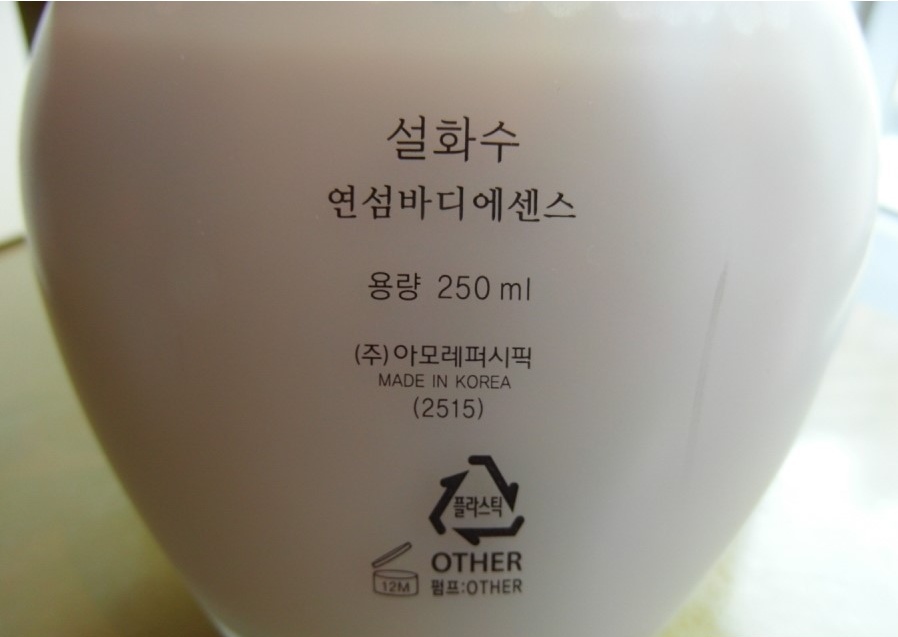 설화수
연섬바디에센스
용량 250 ml
(주)아모레퍼시픽
MADE IN KOREA
(2515)
플라스틱
OTHER
12M 펌프:OTHER